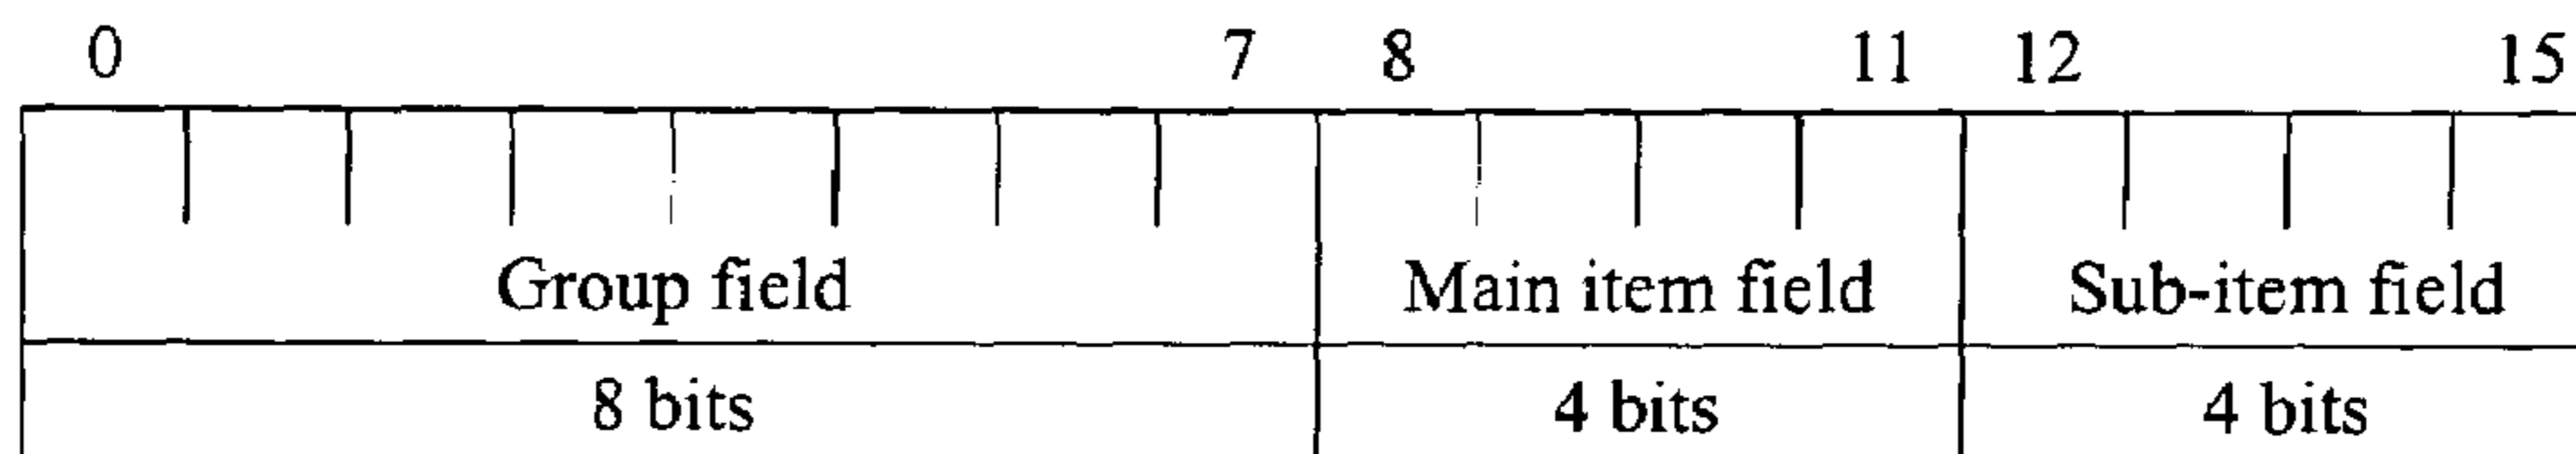 0 7 8 11 12 15
Group field Main item field Sub-item field
8 bits 4 bits 4 bits